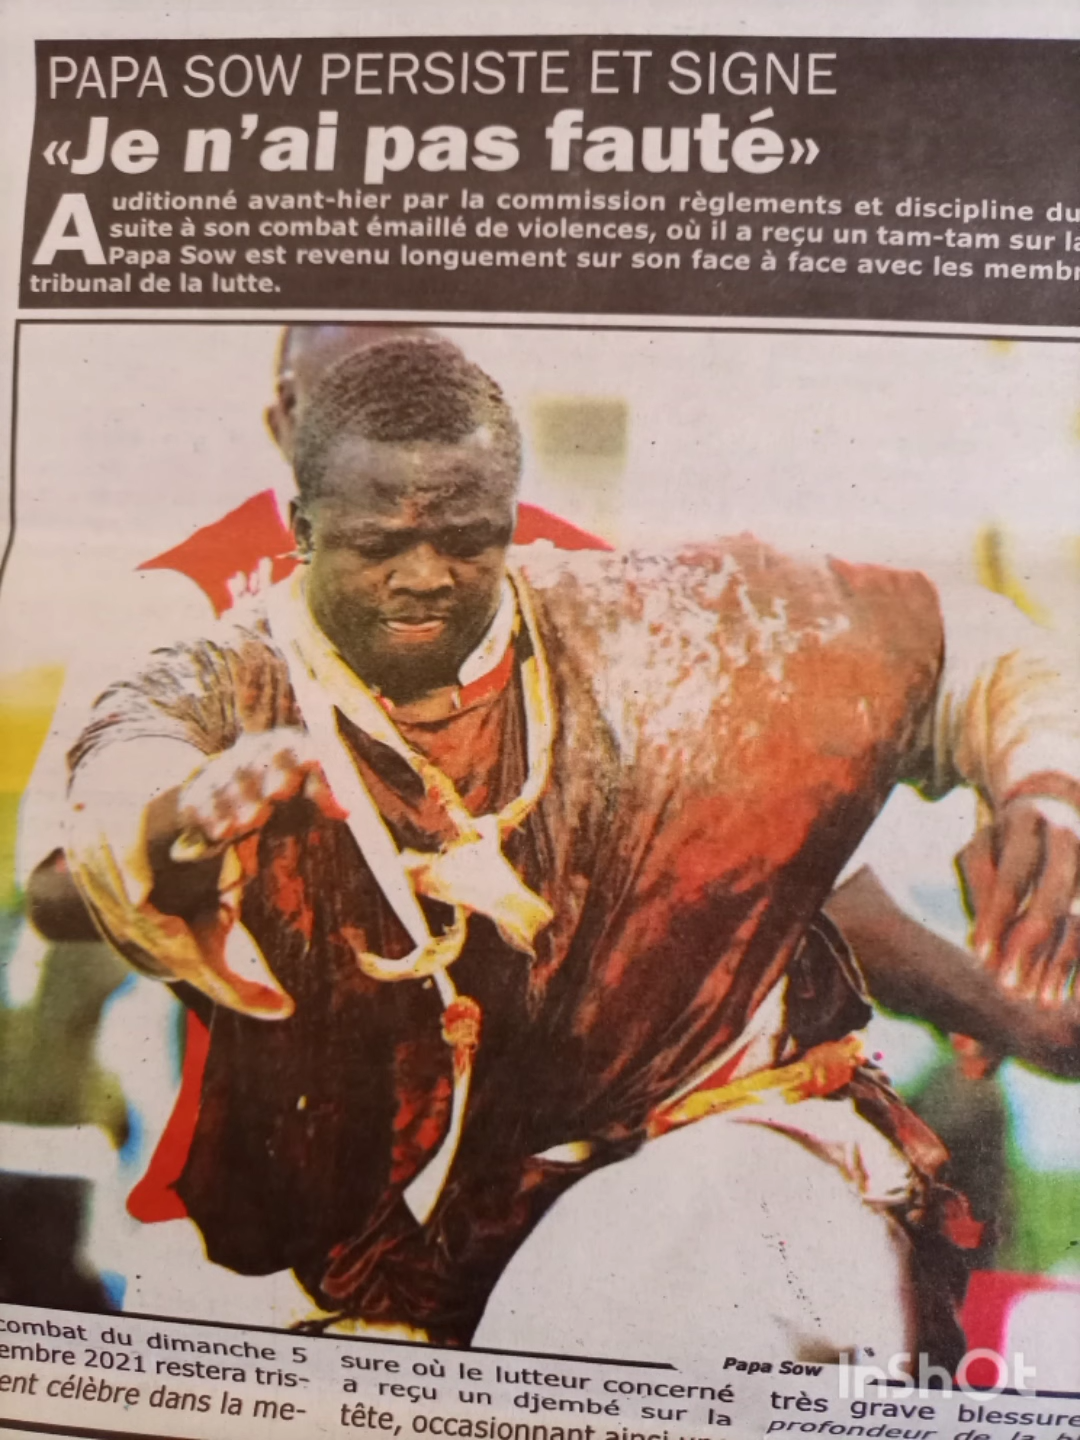 PAPA SOW PERSISTE ET SIGNE
«Je n'ai pas fauté»
Auditionné avant-hier par la commission règlements et discipline du
suite à son combat émaillé de violences, où il a reçu un tam-tam sur la
Papa Sow est revenu longuement sur son face à face avec les membr
tribunal de la lutte.
Papa Sow
InShOt
combat du dimanche 5
embre 2021 restera tris-
ent célèbre dans la me-
sure où le lutteur concerné
a reçu un djembé sur la
tête, occasionnant ainsi
très grave blessure
profondeur de la